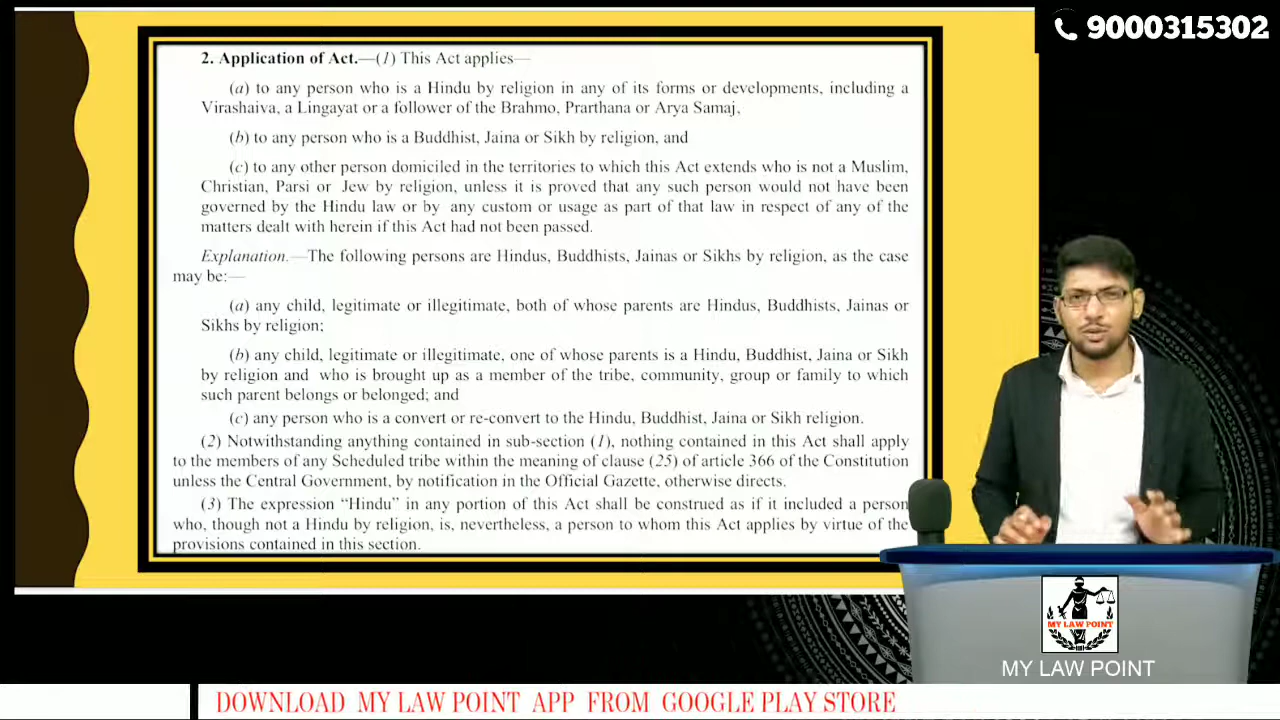 9000315302
2. Application of Act.—(1) This Act applies—
(a) to any person who is a Hindu by religion in any of its forms or developments, including a
Virashaiva, a Lingayat or a follower of the Brahmo, Prarthana or Arya Samaj,
(b) to any person who is a Buddhist, Jaina or Sikh by religion, and
(c) to any other person domiciled in the territories to which this Act extends who is not a Muslim,
Christian, Parsi or Jew by religion, unless it is proved that any such person would not have been
governed by the Hindu law or by any custom or usage as part of that law in respect of any of the
matters dealt with herein if this Act had not been passed.
Explanation.—The following persons are Hindus, Buddhists, Jainas or Sikhs by religion, as the case
may be:—
(a) any child, legitimate or illegitimate, both of whose parents are Hindus, Buddhists, Jainas or
Sikhs by religion;
(b) any child, legitimate or illegitimate, one of whose parents is a Hindu, Buddhist, Jaina or Sikh
by religion and who is brought up as a member of the tribe, community, group or family to which
such parent belongs or belonged; and
(c) any person who is a convert or re-convert to the Hindu, Buddhist, Jaina or Sikh religion.
(2) Notwithstanding anything contained in sub-section (1), nothing contained in this Act shall apply
to the members of any Scheduled tribe within the meaning of clause (25) of article 366 of the Constitution
unless the Central Government, by notification in the Official Gazette, otherwise directs.
(3) The expression “Hindu” in any portion of this Act shall be construed as if it included a person
who, though not a Hindu by religion, is, nevertheless, a person to whom this Act applies by virtue of the
provisions contained in this section.
MY LAW POINT
MY LAW POINT
DOWNLOAD MY LAW POINT APP FROM GOOGLE PLAY STORE